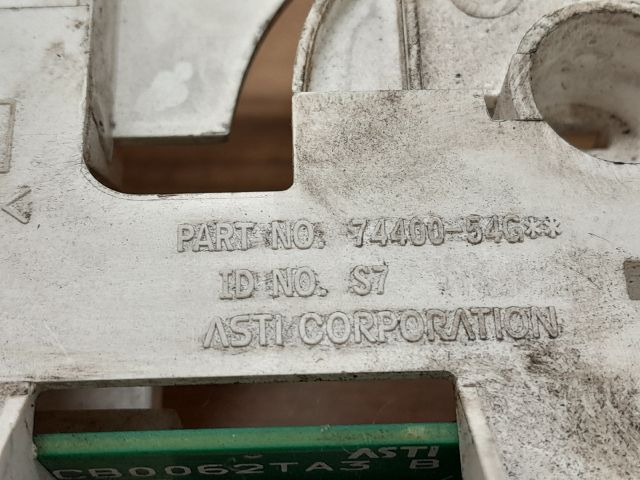 PART NO. 74400-54G**
ID NO. S7
ASTI CORPORATION
ASTI
CB0062TA3 B